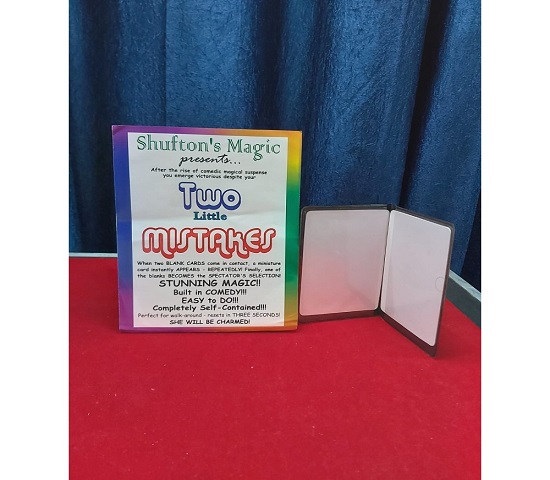 Shufton's Magic
presents...
After the rise of comedic magical suspense
you emerge victorious despite your
Two
Little
MISTAKES
When two BLANK CARDS come in contact, a miniature
card instantly APPEARS - REPEATEDLY! Finally, one of
the blanks BECOMES the SPECTATOR'S SELECTION!
STUNNING MAGIC!!
Built in COMEDY!!!
EASY to DO!!!
Completely Self-Contained!!!
Perfect for walk-around - resets in THREE SECONDS!
SHE WILL BE CHARMED!